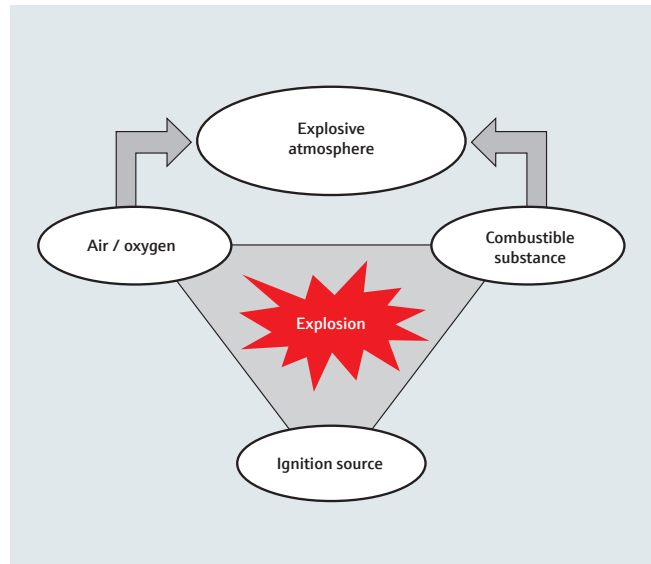 Explosive
atmosphere
Air / oxygen
Combustible
substance
Explosion
Ignition source